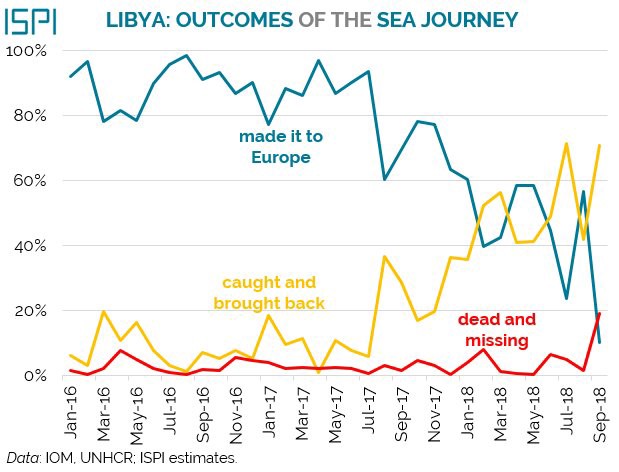 ISPI
LIBYA: OUTCOMES OF THE SEA JOURNEY
100%
80%
60%
40%
20%
0%
made it to
Europe
caught and
brought back
dead and
missing
Jan-16
Mar-16
May-16
Jul-16
Sep-16
Nov-16
Jan-17
Mar-17
May-17
Jul-17
Sep-17
Nov-17
Jan-18
Mar-18
May-18
Jul-18
Sep-18
Data: IOM, UNHCR; ISPI estimates.